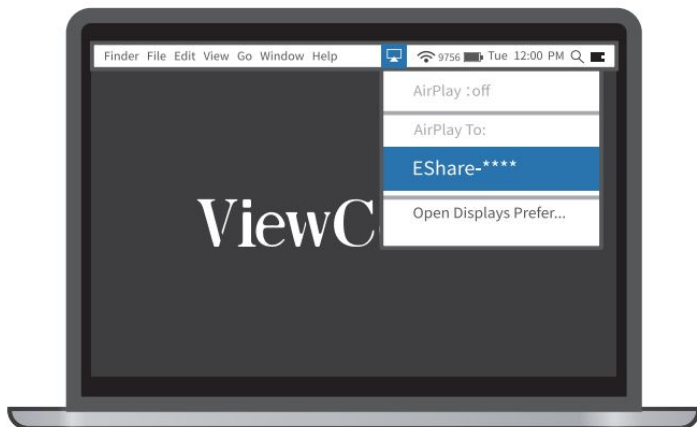 Finder File Edit View Go Window Help 9756 Tue 12:00 PM
AirPlay :off
AirPlay To:
EShare-****
Open Displays Prefer...
ViewC